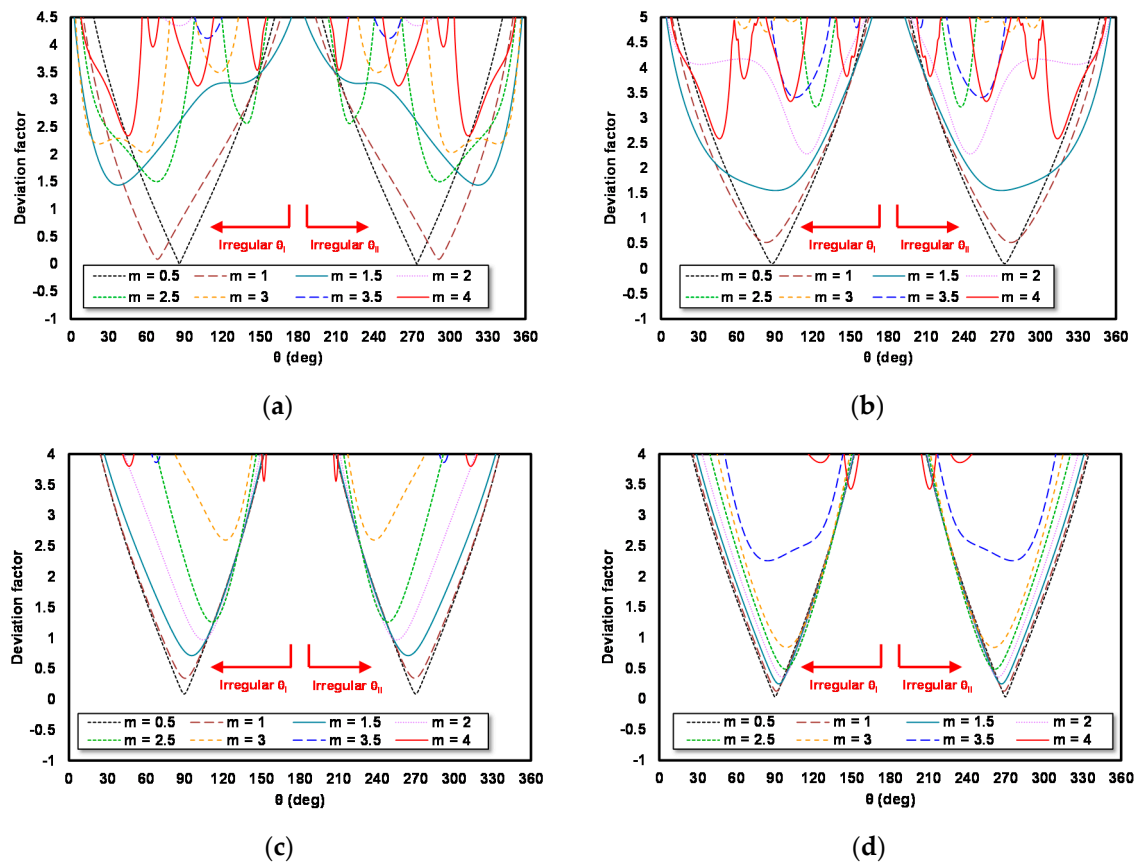 4.5
4
3.5
3
2.5
2
1.5
1
0.5
0
-0.5
-1
Deviation factor
Irregular θI
Irregular θII
m = 0.5 m = 1 m = 1.5 m = 2
m = 2.5 m = 3 m = 3.5 m = 4
0 30 60 90 120 150 180 210 240 270 300 330 360
θ (deg)
(a)
5
4.5
4
3.5
3
2.5
2
1.5
1
0.5
0
-0.5
-1
Deviation factor
Irregular θI
Irregular θII
m = 0.5 m = 1 m = 1.5 m = 2
m = 2.5 m = 3 m = 3.5 m = 4
0 30 60 90 120 150 180 210 240 270 300 330 360
θ (deg)
(b)
4
3.5
3
2.5
2
1.5
1
0.5
0
-0.5
-1
Deviation factor
Irregular θI
Irregular θII
m = 0.5 m = 1 m = 1.5 m = 2
m = 2.5 m = 3 m = 3.5 m = 4
0 30 60 90 120 150 180 210 240 270 300 330 360
θ (deg)
(c)
4
3.5
3
2.5
2
1.5
1
0.5
0
-0.5
-1
Deviation factor
Irregular θI
Irregular θII
m = 0.5 m = 1 m = 1.5 m = 2
m = 2.5 m = 3 m = 3.5 m = 4
0 30 60 90 120 150 180 210 240 270 300 330 360
θ (deg)
(d)